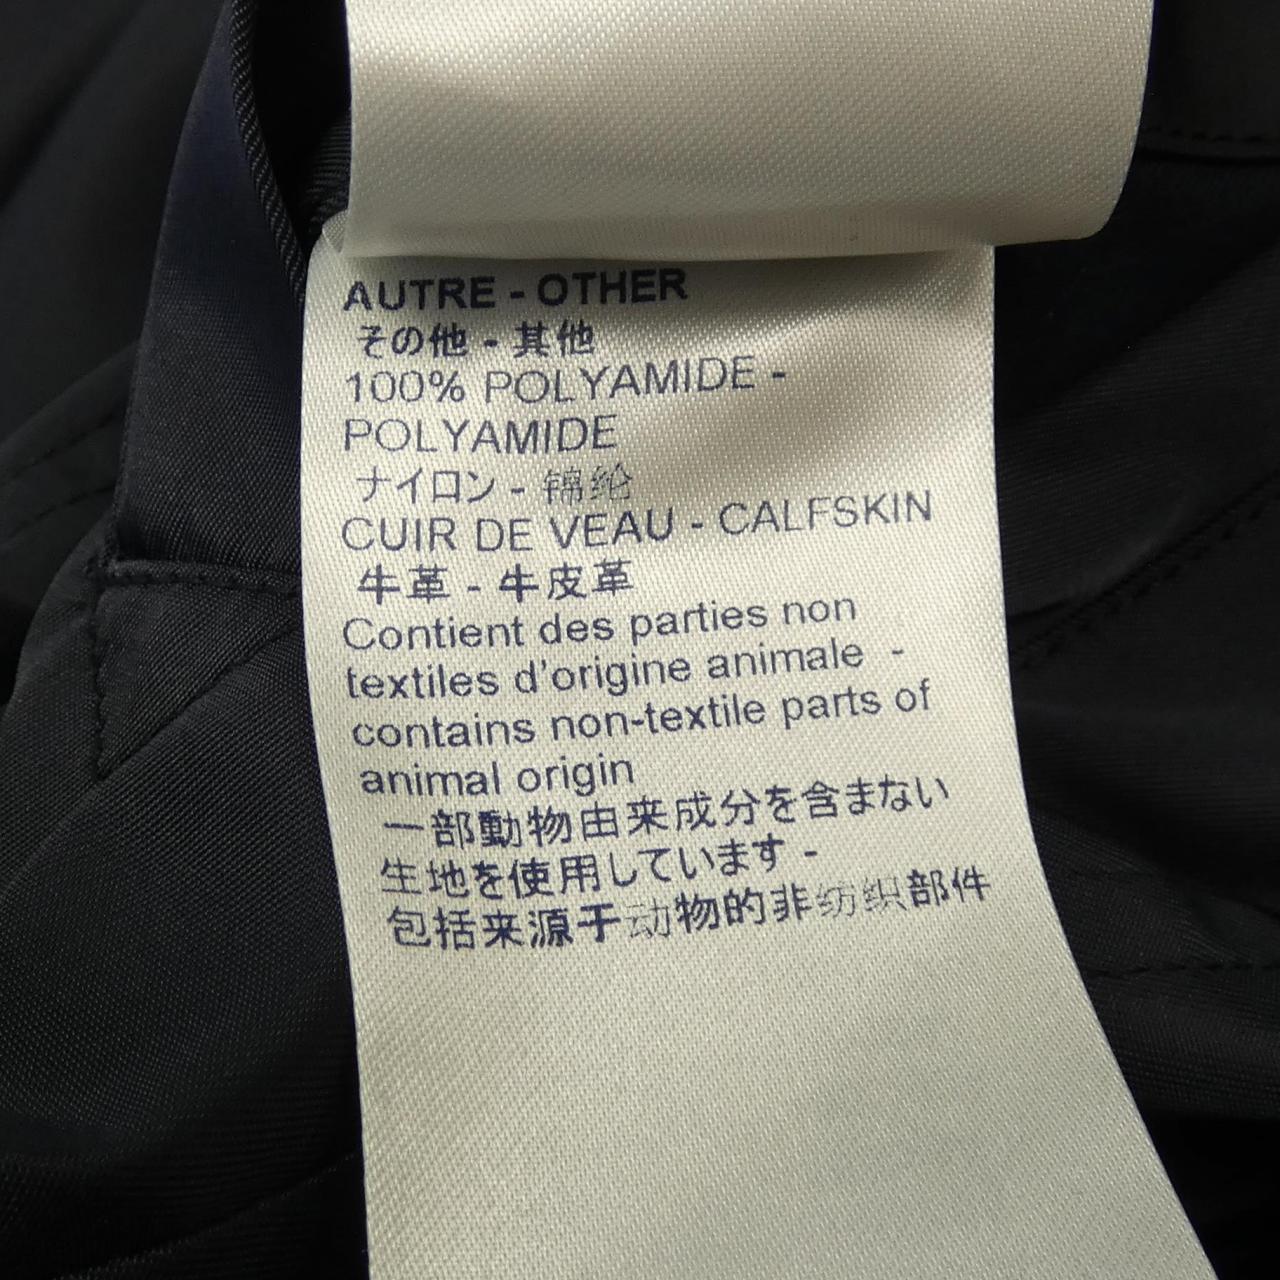 AUTRE - OTHER
その他 - 其他
100% POLYAMIDE -
POLYAMIDE
ナイロン - 锦纶
CUIR DE VEAU - CALFSKIN
牛革 - 牛皮革
Contient des parties non
textiles d'origine animale -
contains non-textile parts of
animal origin
一部動物由来成分を含まない
生地を使用しています -
包括来源于动物的非纺织部件